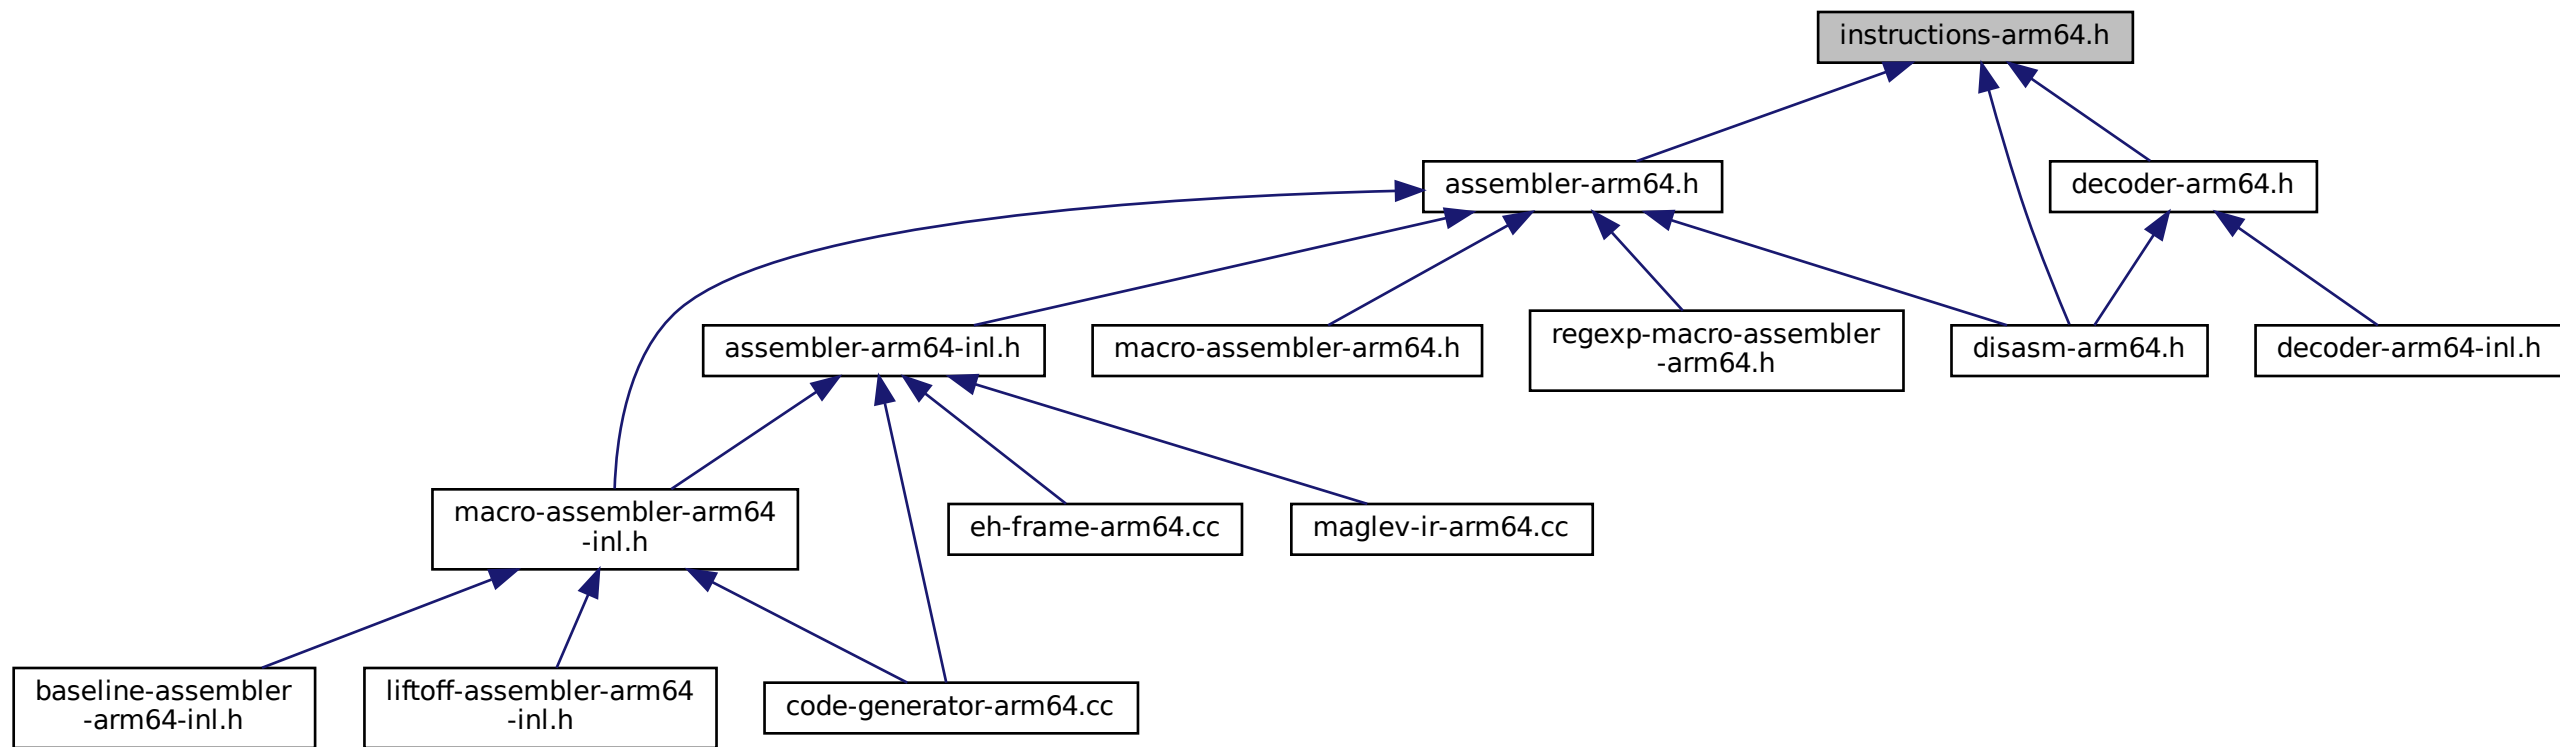 instructions-arm64.h
assembler-arm64.h
decoder-arm64.h
assembler-arm64-inl.h
macro-assembler-arm64.h
regexp-macro-assembler
-arm64.h
disasm-arm64.h
decoder-arm64-inl.h
macro-assembler-arm64
-inl.h
eh-frame-arm64.cc
maglev-ir-arm64.cc
baseline-assembler
-arm64-inl.h
liftoff-assembler-arm64
-inl.h
code-generator-arm64.cc